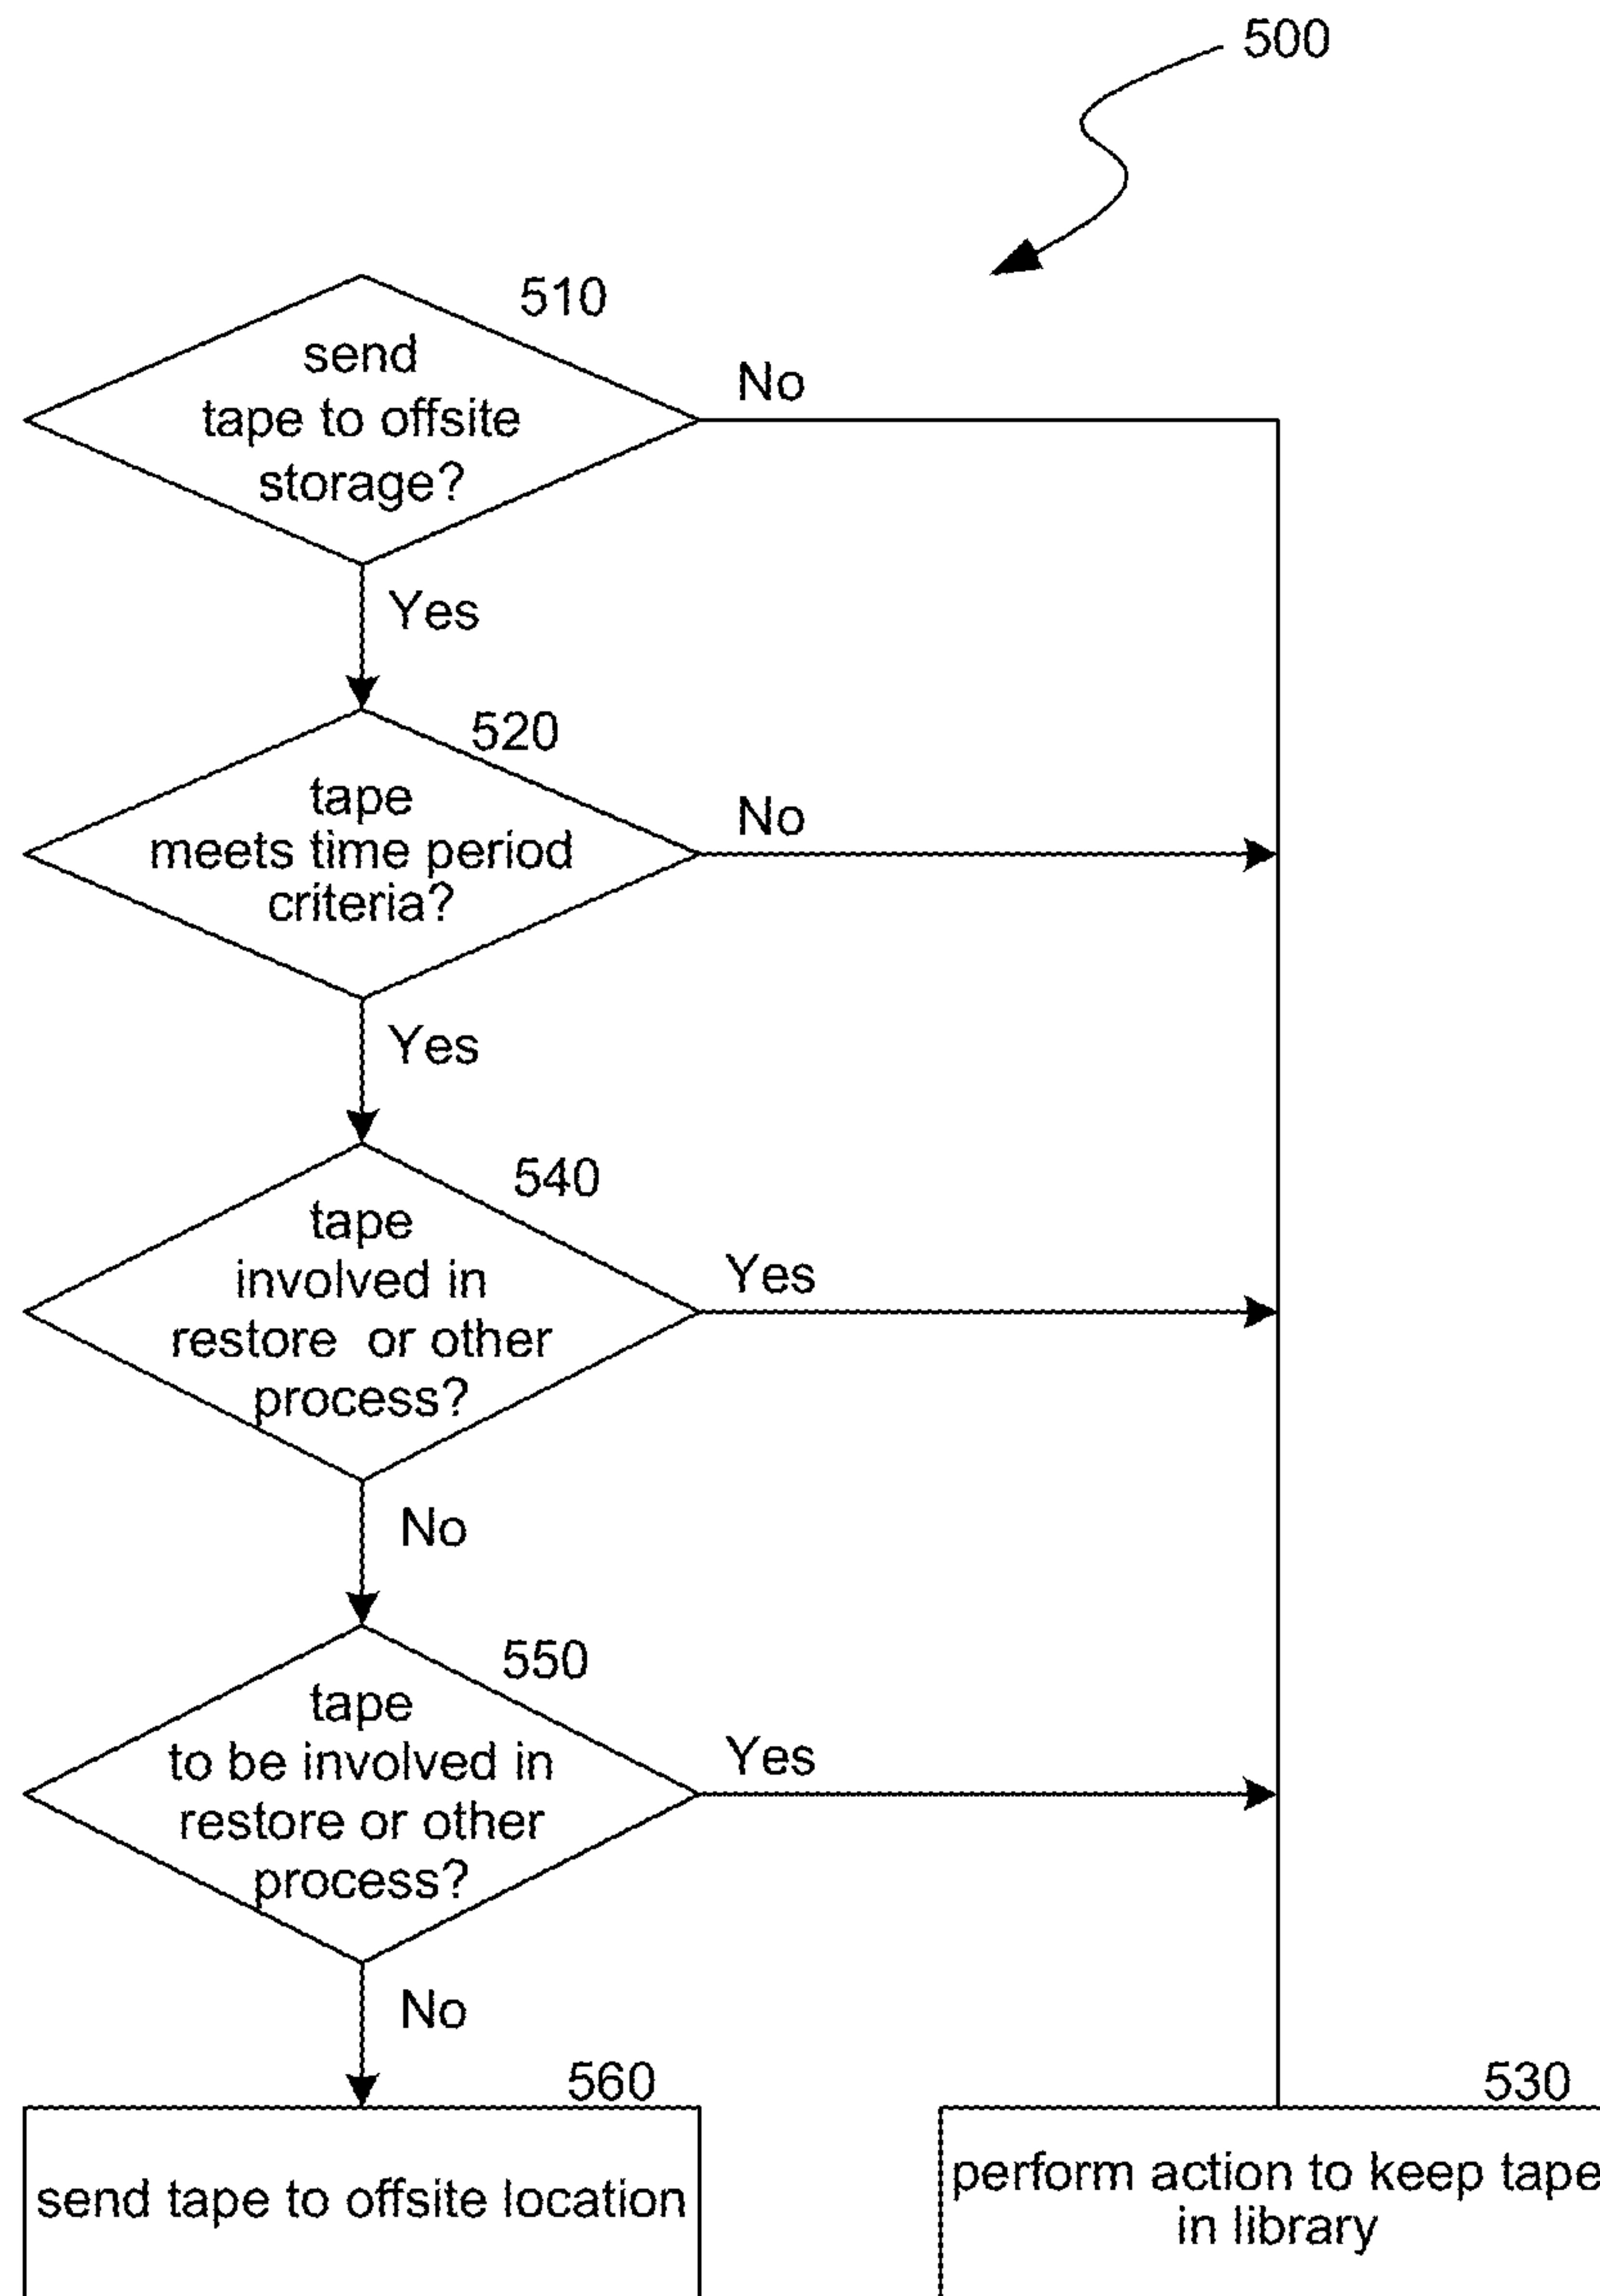 500
510
send
tape to offsite
storage?
No
Yes
520
tape
meets time period
criteria?
No
Yes
540
tape
involved in
restore or other
process?
Yes
No
550
tape
to be involved in
restore or other
process?
Yes
No
560
send tape to offsite location
530
perform action to keep tape
in library